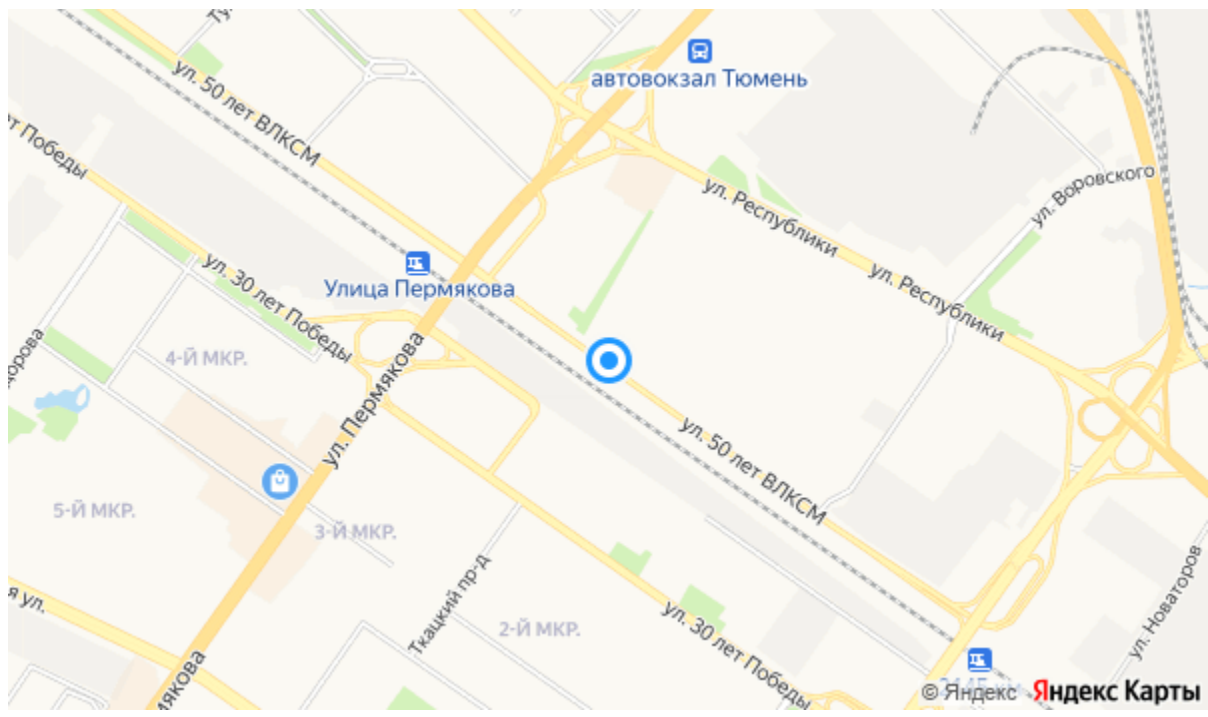 автовокзал Тюмень
ул. 50 лет ВЛКСМ
ул. Воровского
ул. Республики
Победы
ул. 30 лет Победы
Улица Пермякова
ул. Республики
4-Й МКР.
ул. Пермякова
ул. 50 лет ВЛКСМ
5-Й МКР.
3-Й МКР.
Ткацкий пр-д
2-Й МКР.
ул. 30 лет Победы
ул. Новаторов
я ул.
© Яндекс Яндекс Карты